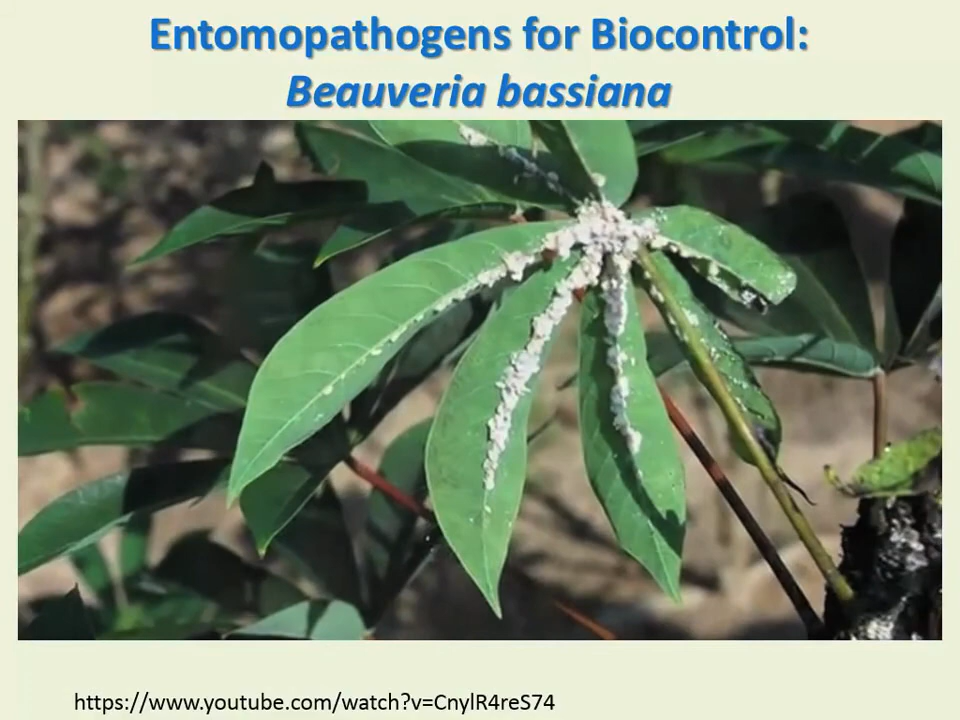 Entomopathogens for Biocontrol:
Beauveria bassiana
https://www.youtube.com/watch?v=CnylR4reS74